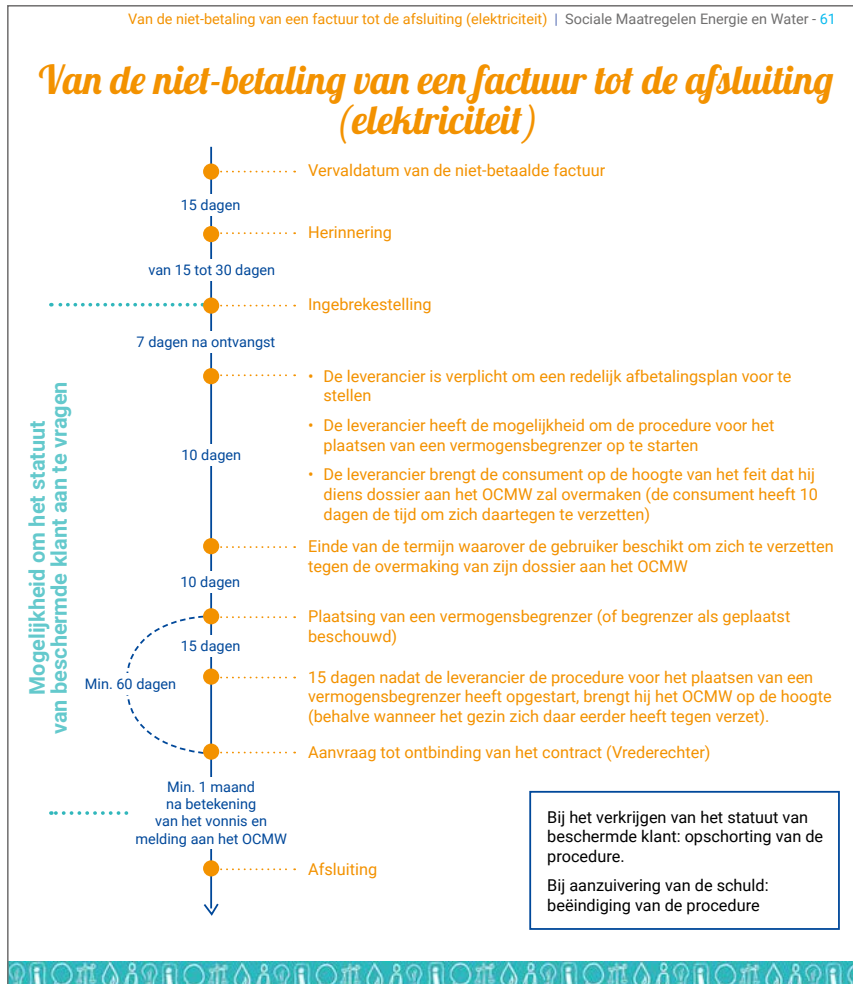 Van de niet-betaling van een factuur tot de afsluiting (elektriciteit) | Sociale Maatregelen Energie en Water - 61
Van de niet-betaling van een factuur tot de afsluiting
(elektriciteit)
Vervaldatum van de niet-betaalde factuur
15 dagen
Herinnering
van 15 tot 30 dagen
Ingebrekestelling
7 dagen na ontvangst
• De leverancier is verplicht om een redelijk afbetalingsplan voor te
stellen
• De leverancier heeft de mogelijkheid om de procedure voor het
plaatsen van een vermogensbegrenzer op te starten
10 dagen
• De leverancier brengt de consument op de hoogte van het feit dat hij
diens dossier aan het OCMW zal overmaken (de consument heeft 10
dagen de tijd om zich daartegen te verzetten)
Mogelijkheid om het statuut
van beschermde klant aan te vragen
Einde van de termijn waarover de gebruiker beschikt om zich te verzetten
tegen de overmaking van zijn dossier aan het OCMW
10 dagen
Plaatsing van een vermogensbegrenzer (of begrenzer als geplaatst
beschouwd)
15 dagen
Min. 60 dagen
15 dagen nadat de leverancier de procedure voor het plaatsen van een
vermogensbegrenzer heeft opgestart, brengt hij het OCMW op de hoogte
(behalve wanneer het gezin zich daar eerder heeft tegen verzet).
Aanvraag tot ontbinding van het contract (Vrederechter)
Min. 1 maand
na betekening
van het vonnis en
melding aan het OCMW
Afsluiting
Bij het verkrijgen van het statuut van
beschermde klant: opschorting van de
procedure.
Bij aanzuivering van de schuld:
beëindiging van de procedure